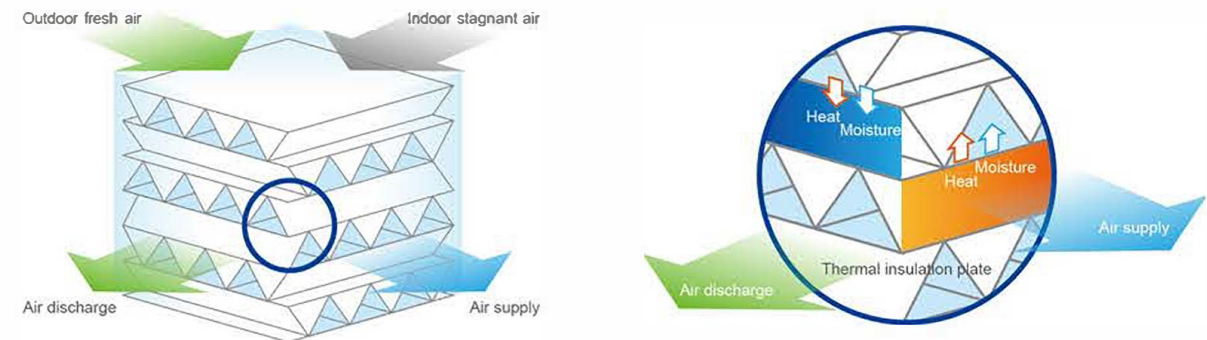 Outdoor fresh air
Indoor stagnant air
Air discharge
Air supply
Heat
Moisture
Moisture
Heat
Air supply
Thermal insulation plate
Air discharge